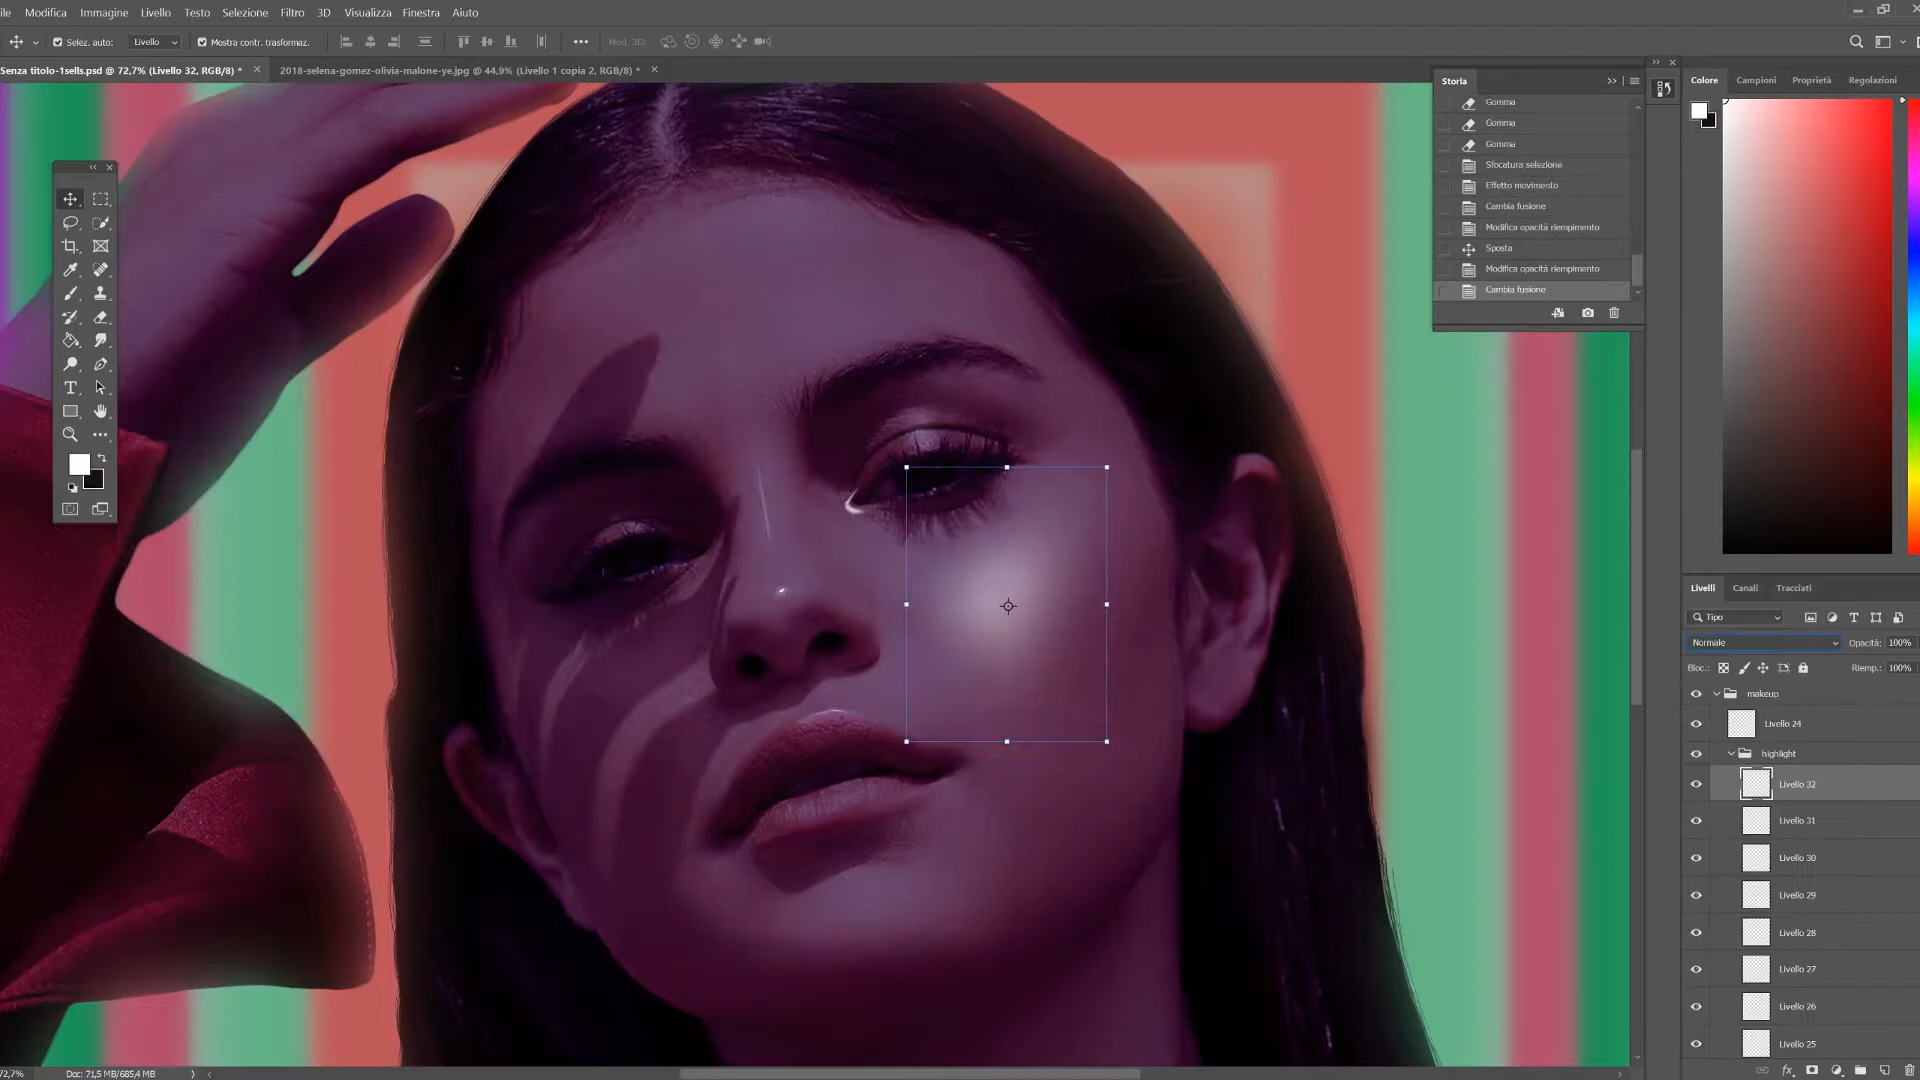 ile Modifica Immagine Livello Testo Selezione Filtro 3D Visualizza Finestra Aiuto
Selez. auto: Livello Mostra contr. trasformaz. Mod. 3D:
Senza titolo-1sells.psd @ 72,7% (Livello 32, RGB/8) * 2018-selena-gomez-olivia-malone-ye.jpg @ 44,9% (Livello 1 copia 2, RGB/8) *
Storia
Gomma
Gomma
Gomma
Sfocatura selezione
Effetto movimento
Cambia fusione
Modifica opacità riempimento
Sposta
Modifica opacità riempimento
Cambia fusione
Colore Campioni Proprietà Regolazioni
Livelli Canali Tracciati
Tipo
Normale Opacità: 100%
Bloc.: Riemp.: 100%
makeup
Livello 24
highlight
Livello 32
Livello 31
Livello 30
Livello 29
Livello 28
Livello 27
Livello 26
Livello 25
72,7% Doc: 71,5 MB/685,4 MB